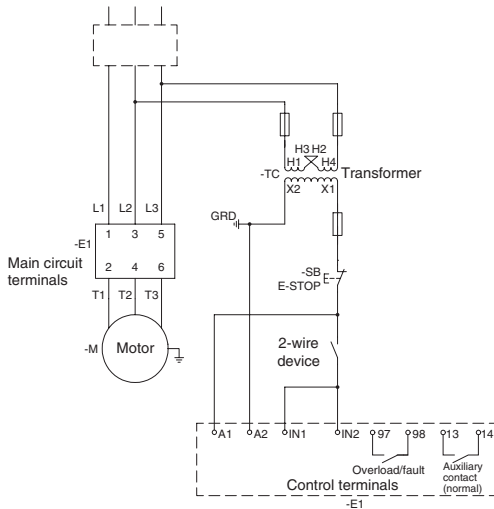 H3 H2
H1 H4
-TC Transformer
X2 X1
L1 L2 L3
GRD
1 3 5
-E1
Main circuit
terminals
2 4 6
-SB
E-STOP
T1 T2 T3
-M Motor
2-wire
device
A1 A2 IN1 IN2 97 98 13 14
Overload/fault
Auxiliary
contact
(normal)
Control terminals
-E1